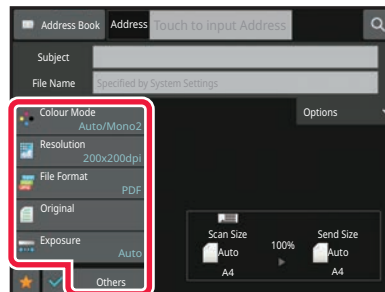 Address Book Address Touch to input Address
Subject
File Name Specified by System Settings
Colour Mode
Auto/Mono2
Options
Resolution
200x200dpi
File Format
PDF
Original
Exposure
Auto
Others
Scan Size
Auto
A4
100%
Send Size
Auto
A4